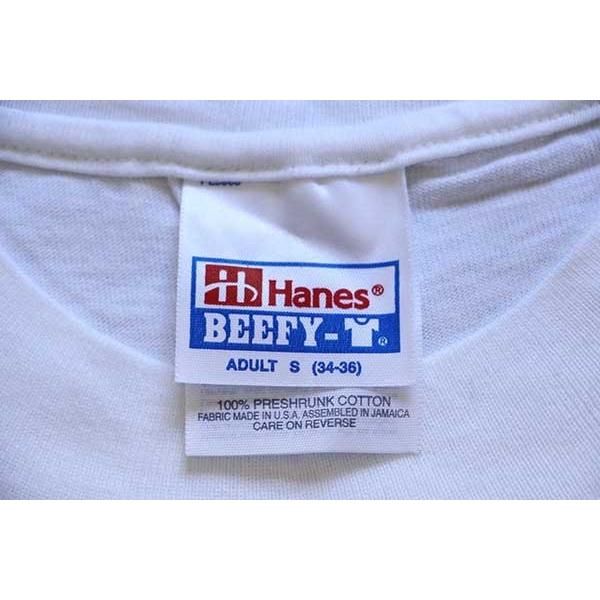 Hanes®
BEEFY-T®
ADULT S (34-36)
100% PRESHRUNK COTTON
FABRIC MADE IN U.S.A. ASSEMBLED IN JAMAICA
CARE ON REVERSE